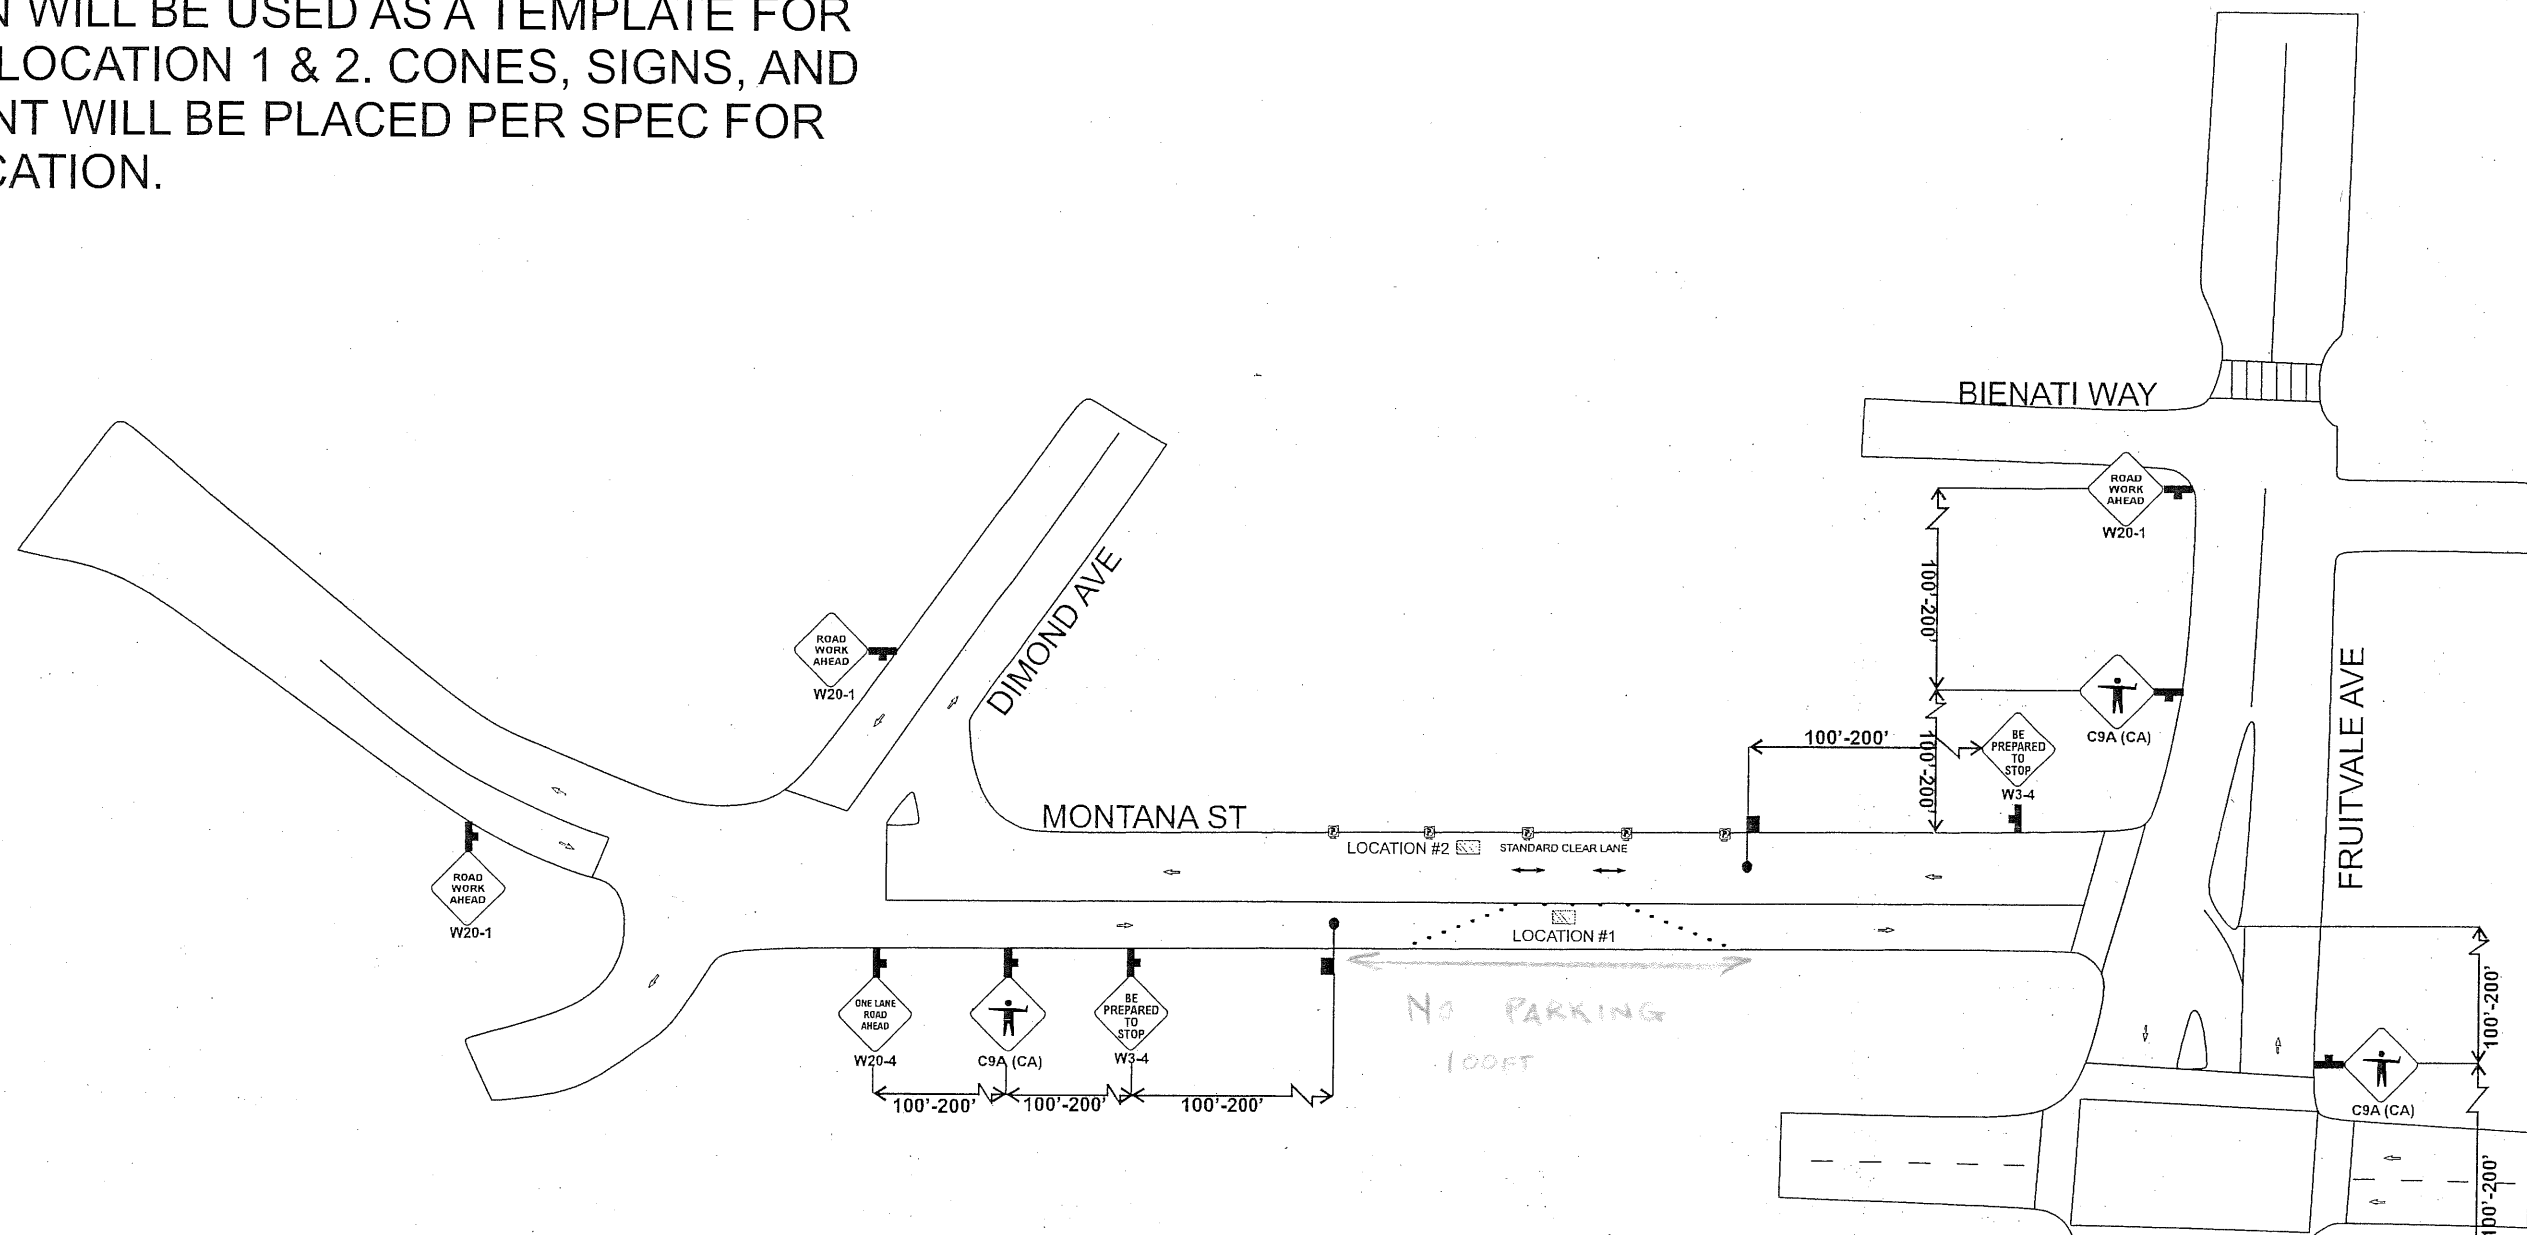 N WILL BE USED AS A TEMPLATE FOR
LOCATION 1 & 2. CONES, SIGNS, AND
NT WILL BE PLACED PER SPEC FOR
CATION.
BIENATI WAY
ROAD
WORK
AHEAD
W20-1
100'-200'
DIMOND AVE
ROAD
WORK
AHEAD
W20-1
FRUITVALE AVE
C9A (CA)
100'-200'
100'-200'
BE
PREPARED
TO
STOP
W3-4
MONTANA ST
LOCATION #2
STANDARD CLEAR LANE
ROAD
WORK
AHEAD
W20-1
LOCATION #1
ONE LANE
ROAD
AHEAD
W20-4
C9A (CA)
BE
PREPARED
TO
STOP
W3-4
100'-200'
100'-200'
100'-200'
NO PARKING
100FT
100'-200'
C9A (CA)
100'-200'